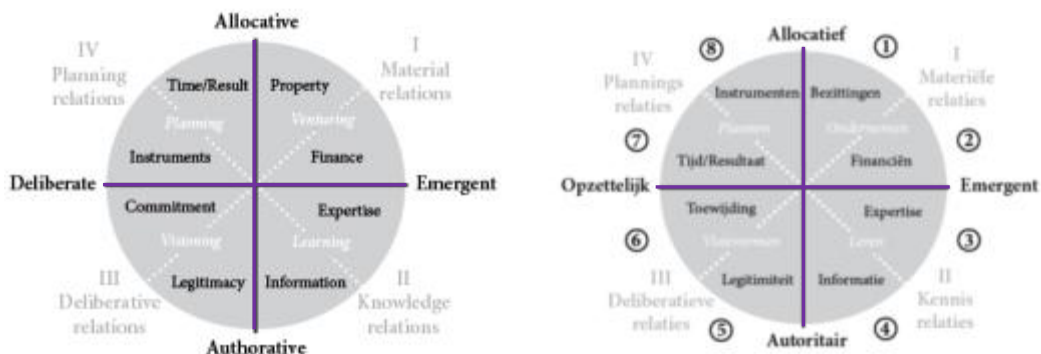 Allocative
IV
Planning
relations
I
Material
relations
Time/Result
Property
Planning
Venturing
Instruments
Finance
Deliberate
Emergent
Commitment
Expertise
Visioning
Learning
Legitimacy
Information
III
Deliberative
relations
II
Knowledge
relations
Authorative
Allocatief
⑧
①
IV
Plannings
relaties
I
Materiële
relaties
Instrumenten
Bezittingen
Plannen
Ondernemen
⑦
②
Tijd/Resultaat
Financiën
Opzettelijk
Emergent
Toewijding
Expertise
⑥
③
Leren
Legitimiteit
Informatie
III
Deliberatieve
relaties
II
Kennis
relaties
⑤
④
Autoritair